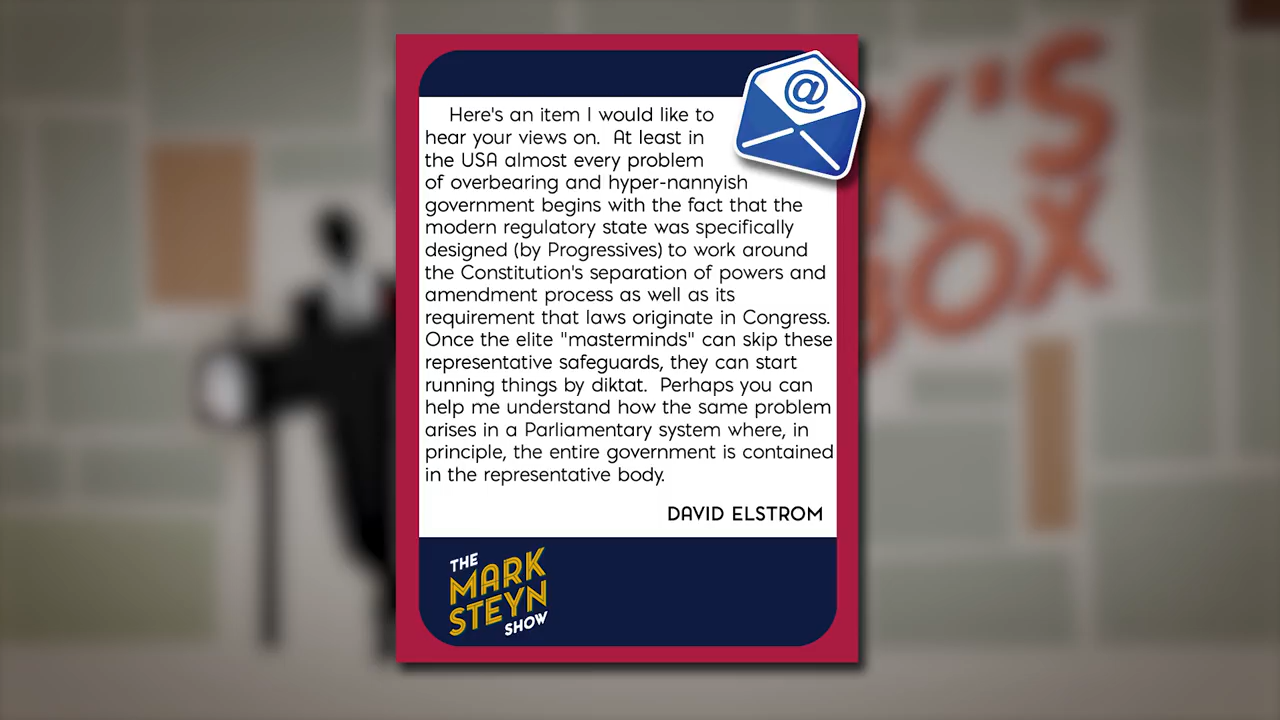 K'S
BOX
@
Here's an item I would like to
hear your views on. At least in
the USA almost every problem
of overbearing and hyper-nannyish
government begins with the fact that the
modern regulatory state was specifically
designed (by Progressives) to work around
the Constitution's separation of powers and
amendment process as well as its
requirement that laws originate in Congress.
Once the elite "masterminds" can skip these
representative safeguards, they can start
running things by diktat. Perhaps you can
help me understand how the same problem
arises in a Parliamentary system where, in
principle, the entire government is contained
in the representative body.
DAVID ELSTROM
THE
MARK
STEYN
SHOW